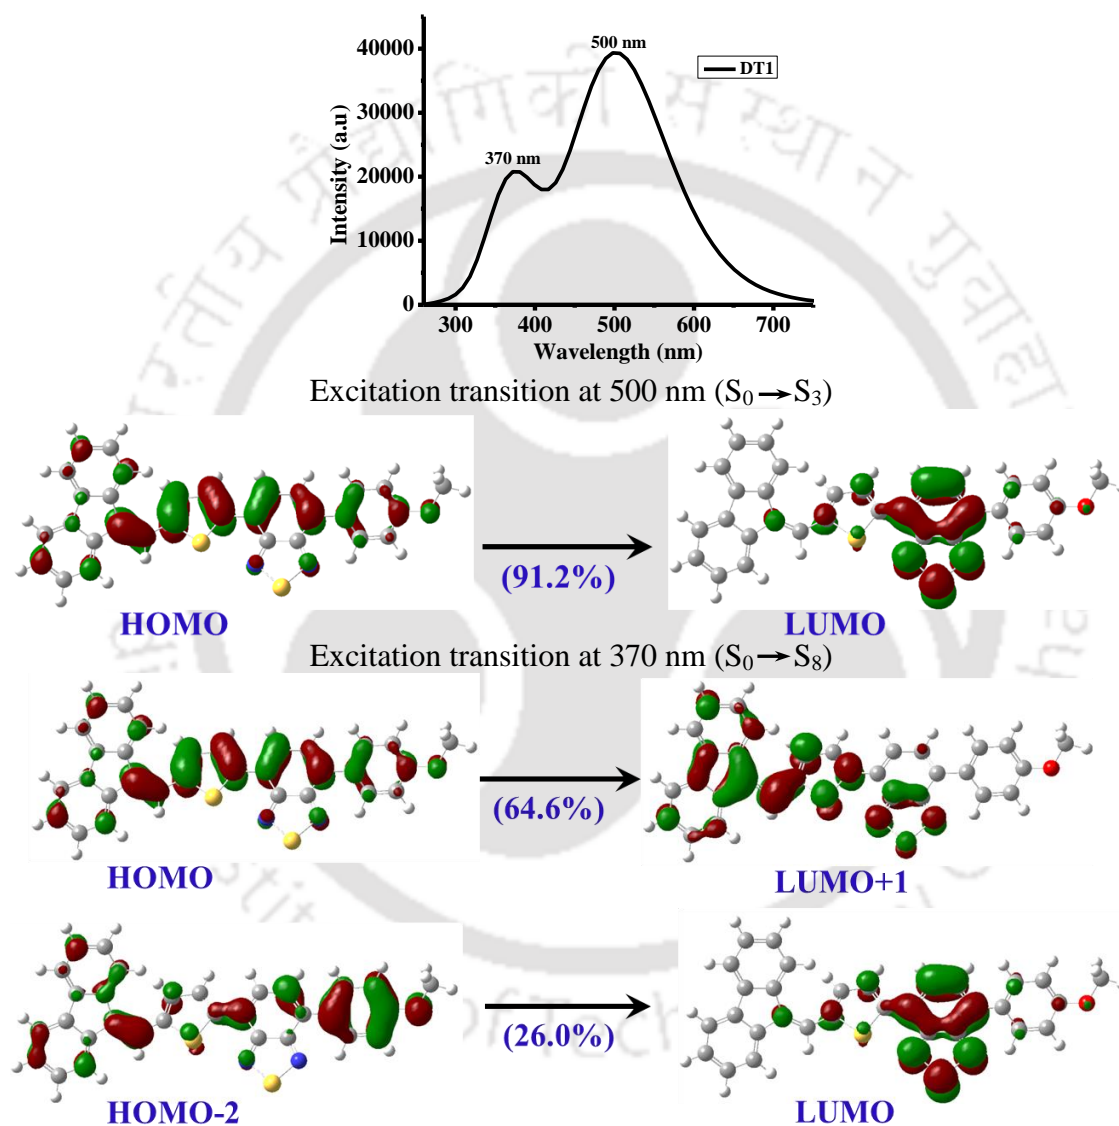 500 nm
DT1
370 nm
40000
30000
20000
10000
0
Intensity (a.u)
300 400 500 600 700
Wavelength (nm)
Excitation transition at 500 nm (S₀→S₃)
(91.2%)
HOMO LUMO
Excitation transition at 370 nm (S₀→S₈)
(64.6%)
HOMO LUMO+1
(26.0%)
HOMO-2 LUMO